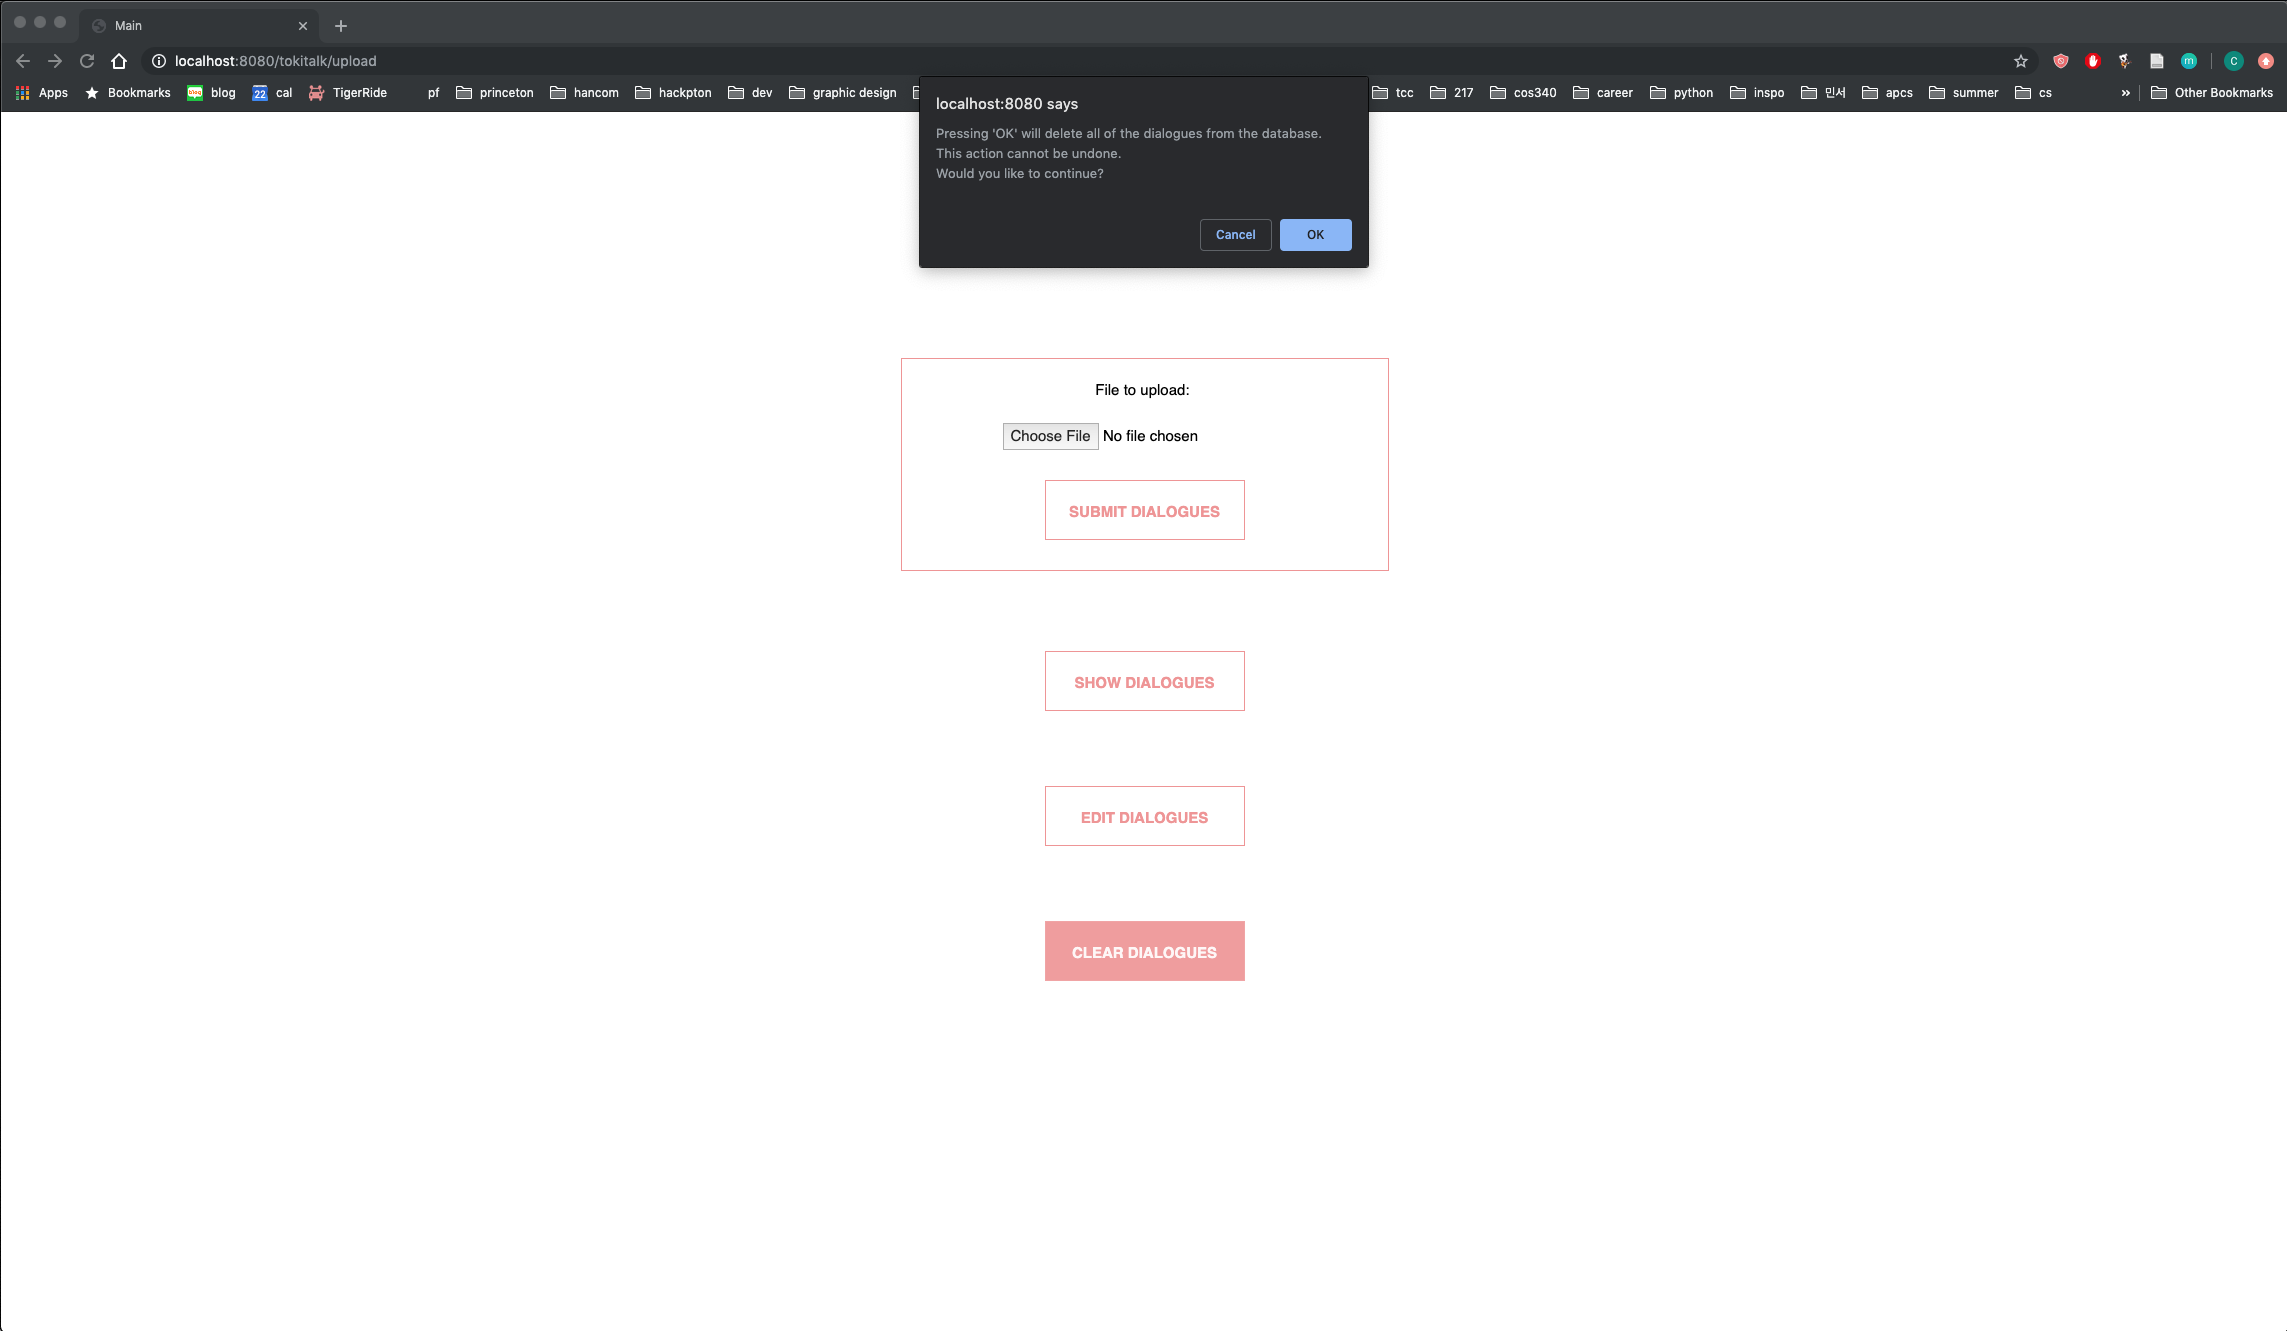 Main
localhost:8080/tokitalk/upload
Apps Bookmarks blog 22 cal TigerRide pf princeton hancom hackpton dev graphic design tcc 217 cos340 career python inspo 민서 apcs summer cs » Other Bookmarks
localhost:8080 says
Pressing 'OK' will delete all of the dialogues from the database.
This action cannot be undone.
Would you like to continue?
Cancel OK
File to upload:
Choose File No file chosen
SUBMIT DIALOGUES
SHOW DIALOGUES
EDIT DIALOGUES
CLEAR DIALOGUES